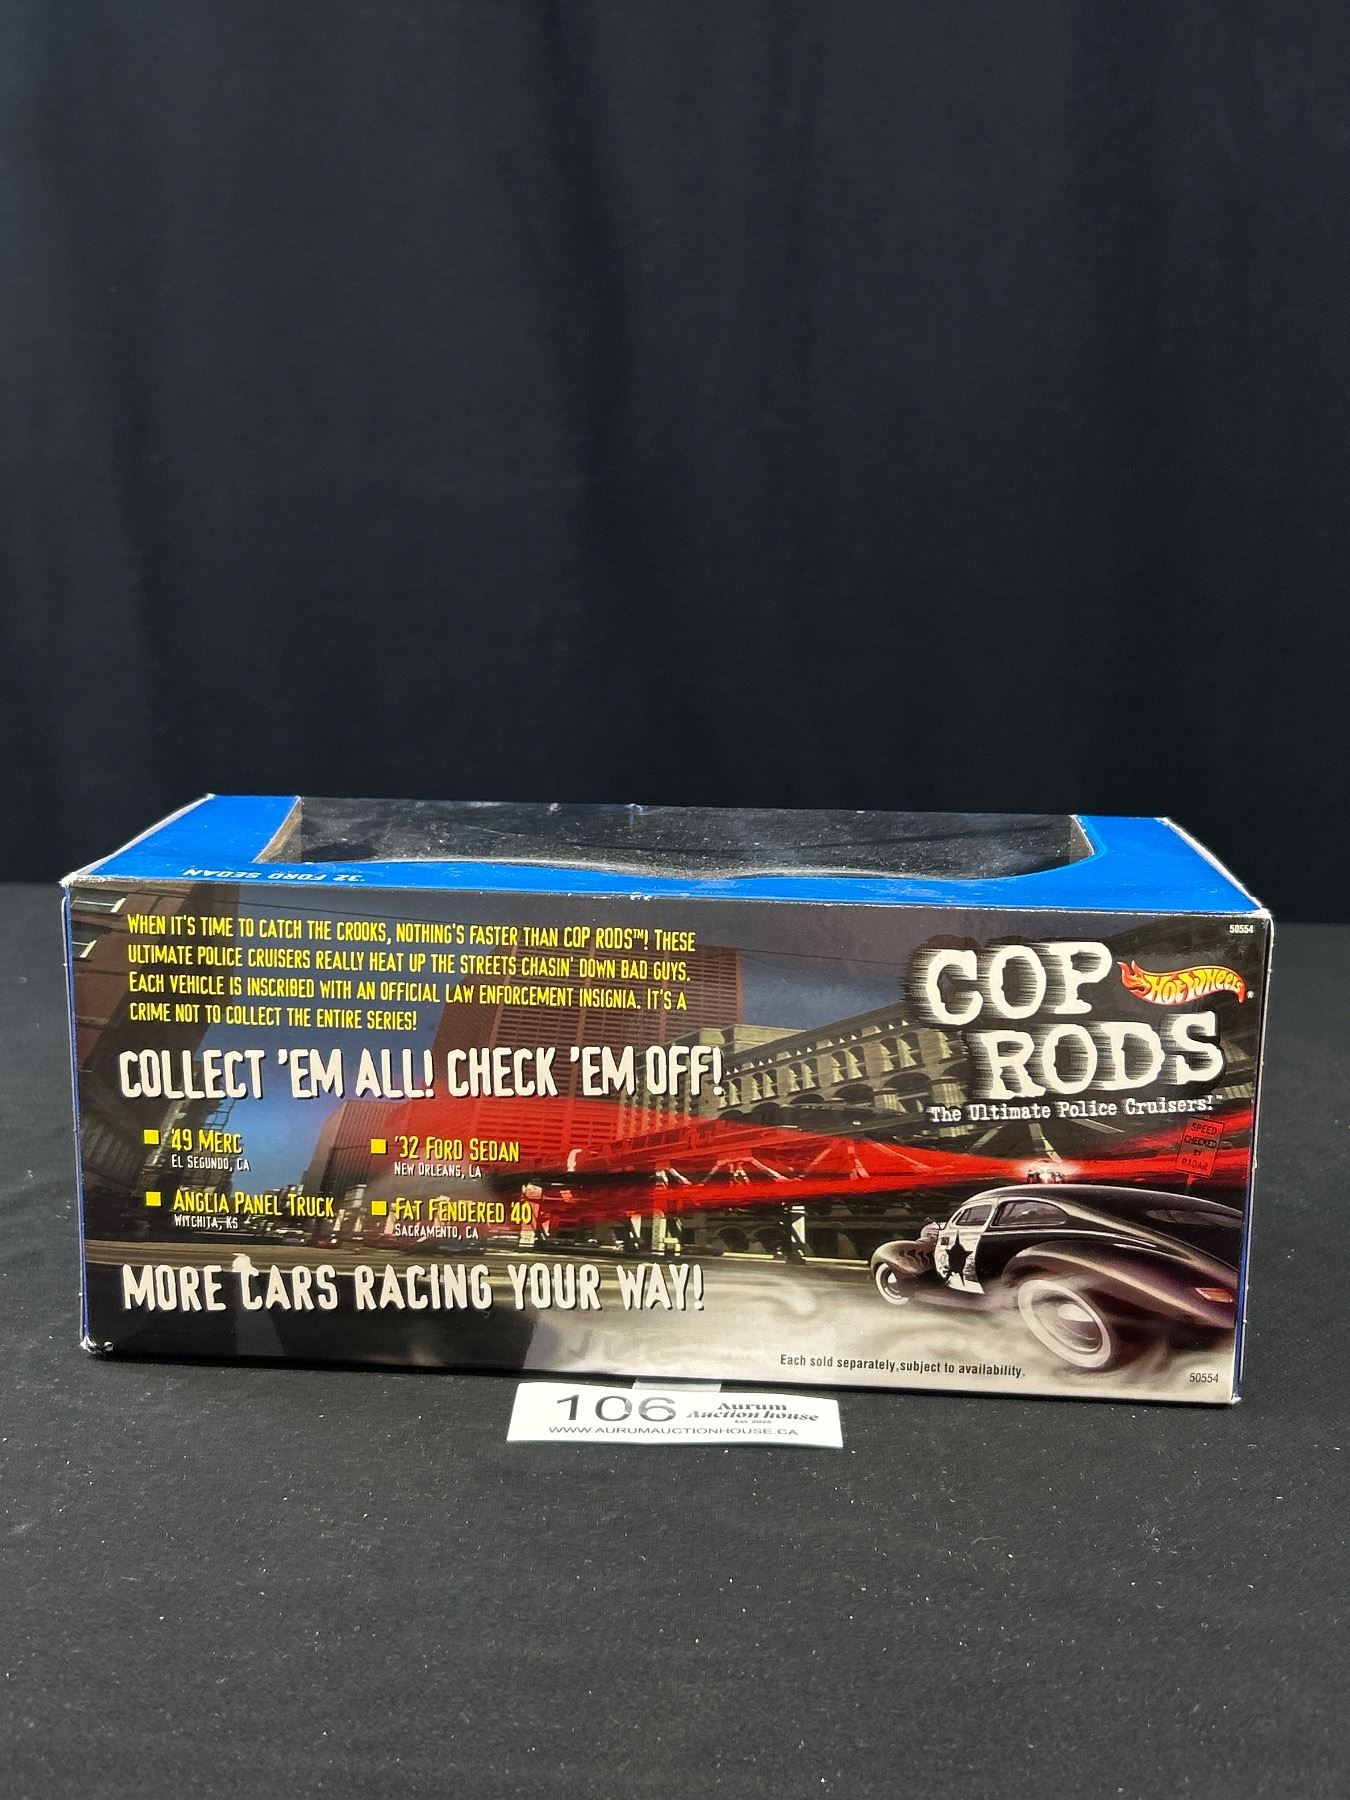 '32 FORD SEDAN
WHEN IT'S TIME TO CATCH THE CROOKS, NOTHING'S FASTER THAN COP RODS™! THESE
ULTIMATE POLICE CRUISERS REALLY HEAT UP THE STREETS CHASIN' DOWN BAD GUYS.
EACH VEHICLE IS INSCRIBED WITH AN OFFICIAL LAW ENFORCEMENT INSIGNIA. IT'S A
CRIME NOT TO COLLECT THE ENTIRE SERIES!
COLLECT 'EM ALL! CHECK 'EM OFF!
'49 MERC
EL SEGUNDO, CA
'32 FORD SEDAN
NEW ORLEANS, LA
ANGLIA PANEL TRUCK
WITCHITA, KS
FAT FENDERED '40
SACRAMENTO, CA
MORE CARS RACING YOUR WAY!
50554
COP
HOT WHEELS®
RODS
The Ultimate Police Cruisers!™
SPEED
CHECKED
BY
RADAR
Each sold separately, subject to availability.
50554
106 Aurum
Auction house
Est. 2025
WWW.AURUMAUCTIONHOUSE.CA